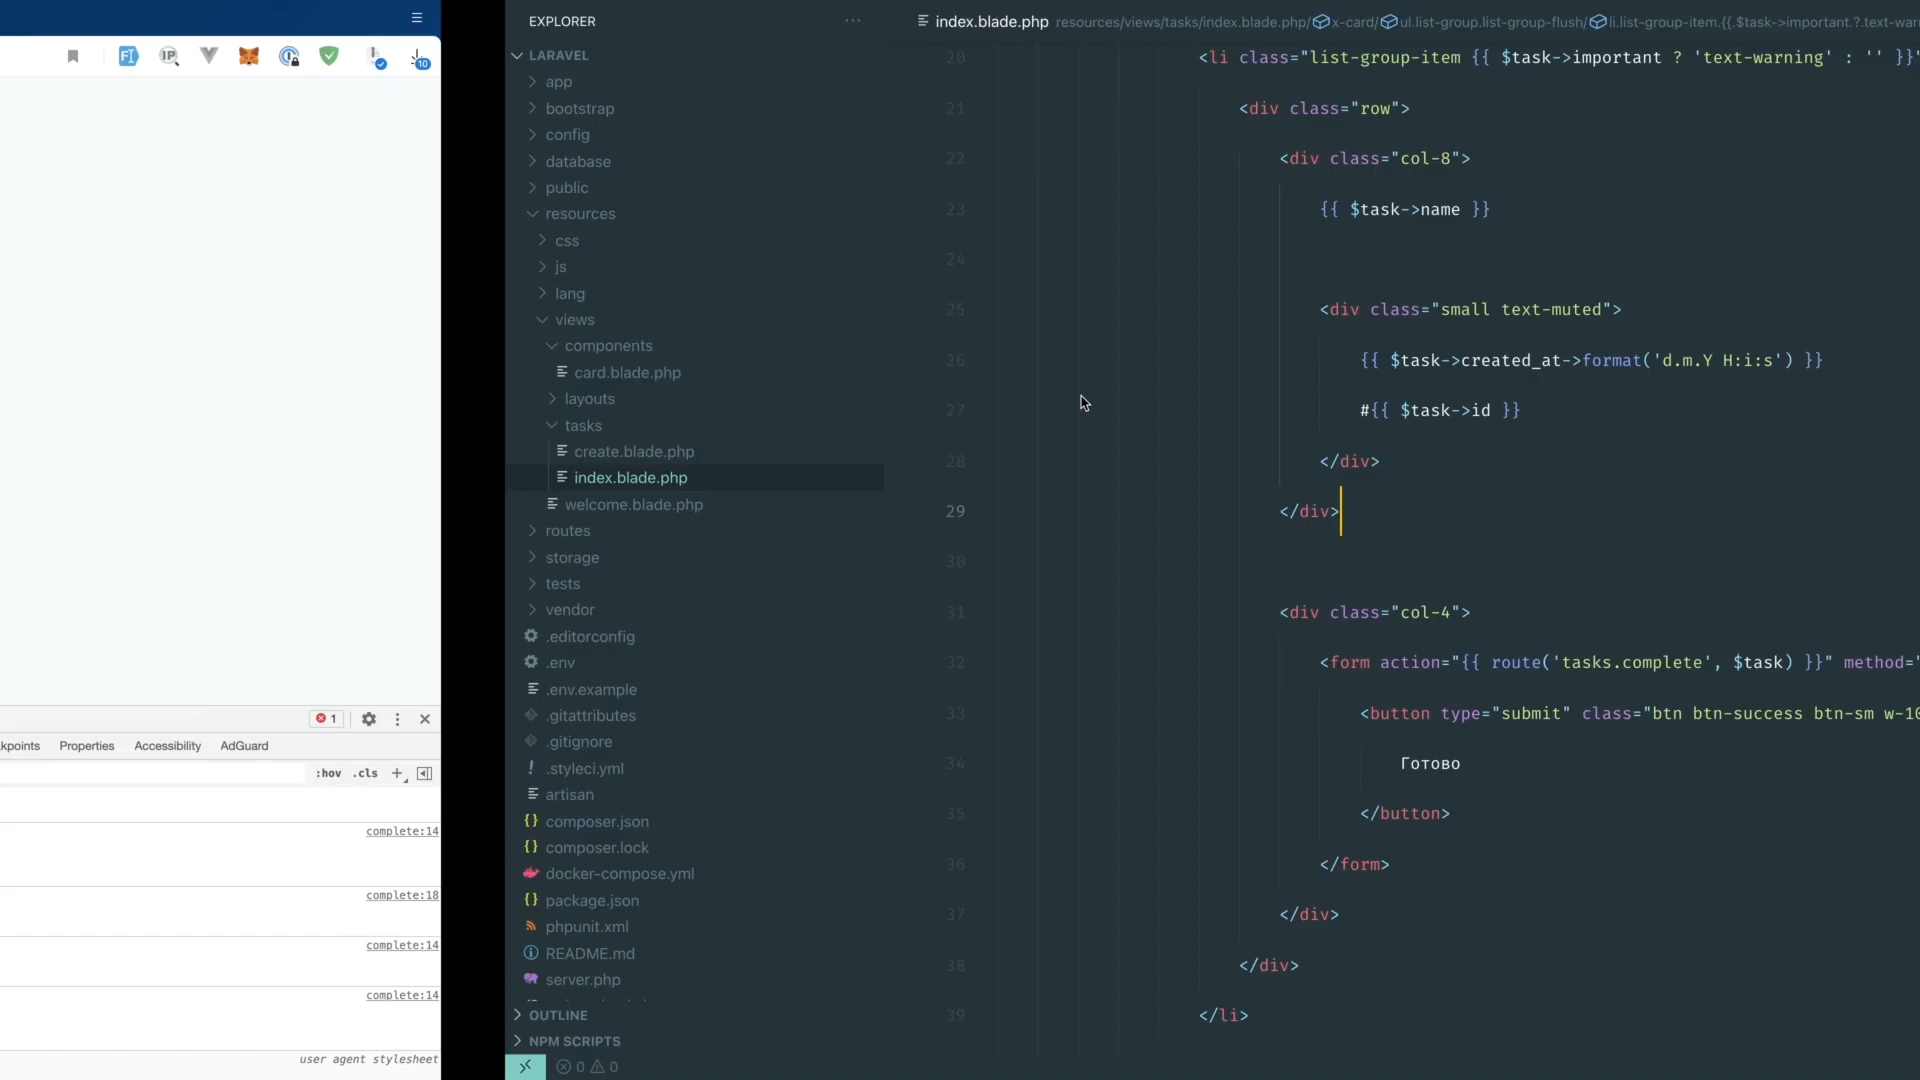 10
1
kpoints Properties Accessibility AdGuard
:hov .cls +
complete:14
complete:18
complete:14
complete:14
user agent stylesheet
EXPLORER ...
LARAVEL
app
bootstrap
config
database
public
resources
css
js
lang
views
components
card.blade.php
layouts
tasks
create.blade.php
index.blade.php
welcome.blade.php
routes
storage
tests
vendor
.editorconfig
.env
.env.example
.gitattributes
.gitignore
.styleci.yml
artisan
composer.json
composer.lock
docker-compose.yml
package.json
phpunit.xml
README.md
server.php
OUTLINE
NPM SCRIPTS
0 0
index.blade.php resources/views/tasks/index.blade.php/x-card/ul.list-group.list-group-flush/li.list-group-item.{{.$task->important.?.text-war
20 <li class="list-group-item {{ $task->important ? 'text-warning' : '' }}"
21 <div class="row">
22 <div class="col-8">
23 {{ $task->name }}
24
25 <div class="small text-muted">
26 {{ $task->created_at->format('d.m.Y H:i:s') }}
27 #{{ $task->id }}
28 </div>
29 </div>
30
31 <div class="col-4">
32 <form action="{{ route('tasks.complete', $task) }}" method="
33 <button type="submit" class="btn btn-success btn-sm w-10
34 Готово
35 </button>
36 </form>
37 </div>
38 </div>
39 </li>